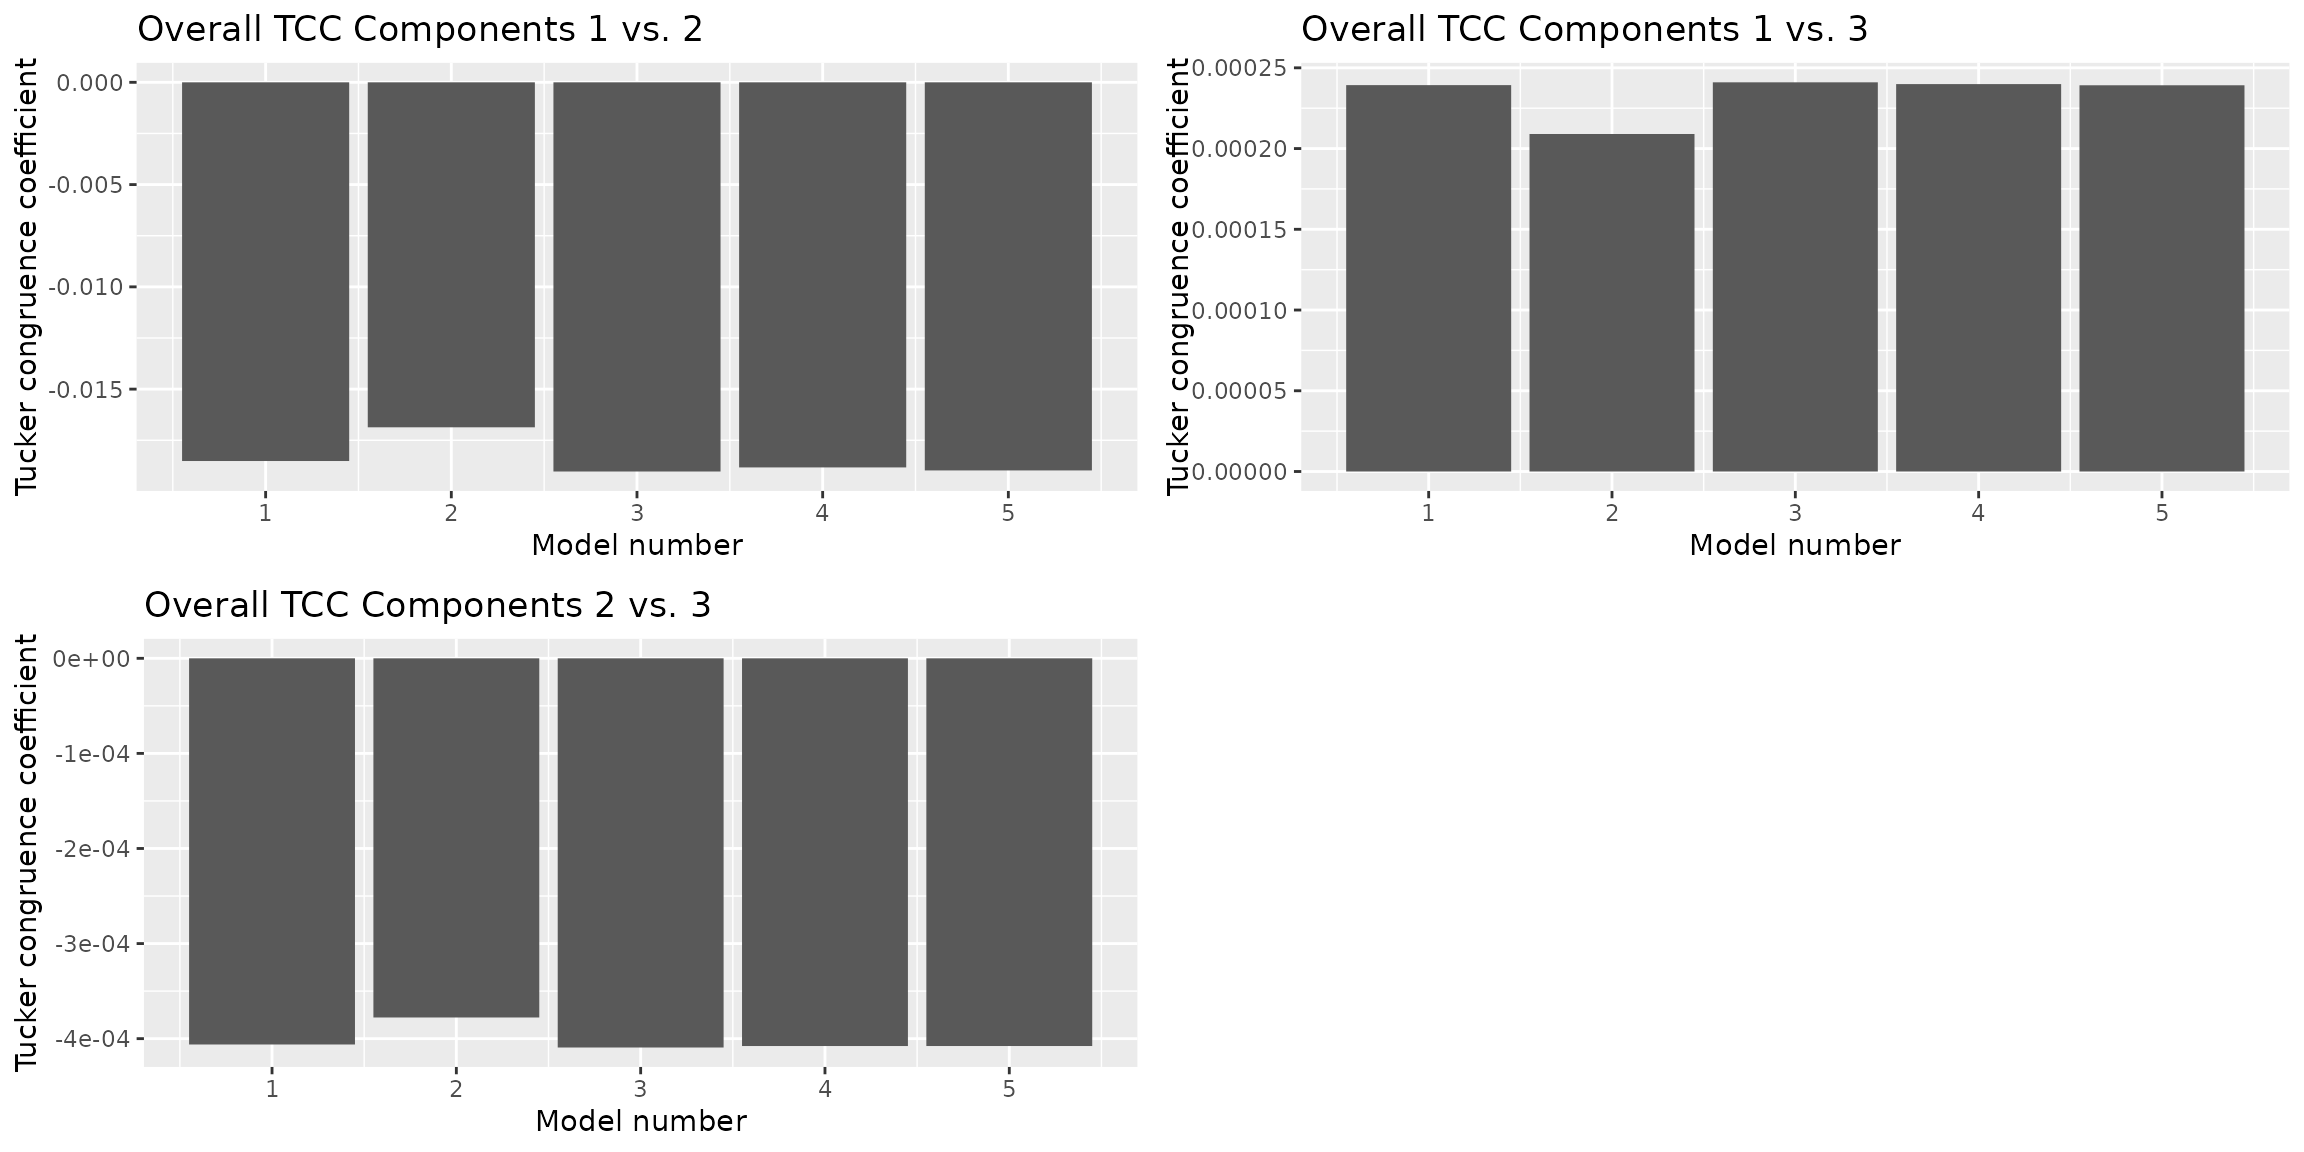 Overall TCC Components 1 vs. 2
Tucker congruence coefficient
0.000
-0.005
-0.010
-0.015
1 2 3 4 5
Model number
Overall TCC Components 1 vs. 3
Tucker congruence coefficient
0.00025
0.00020
0.00015
0.00010
0.00005
0.00000
1 2 3 4 5
Model number
Overall TCC Components 2 vs. 3
Tucker congruence coefficient
0e+00
-1e-04
-2e-04
-3e-04
-4e-04
1 2 3 4 5
Model number